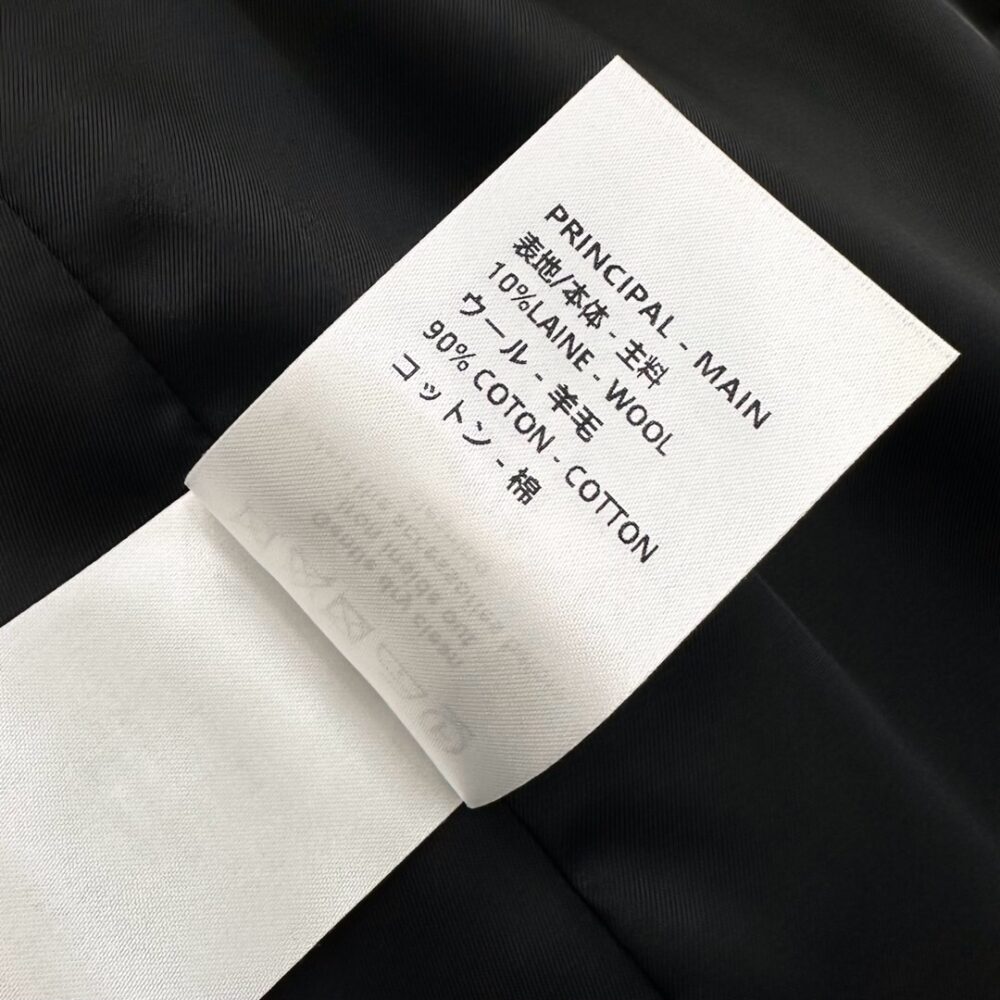 PRINCIPAL - MAIN
表地/本体 - 主料
10%LAINE - WOOL
ウール - 羊毛
90% COTON - COTTON
コットン - 棉